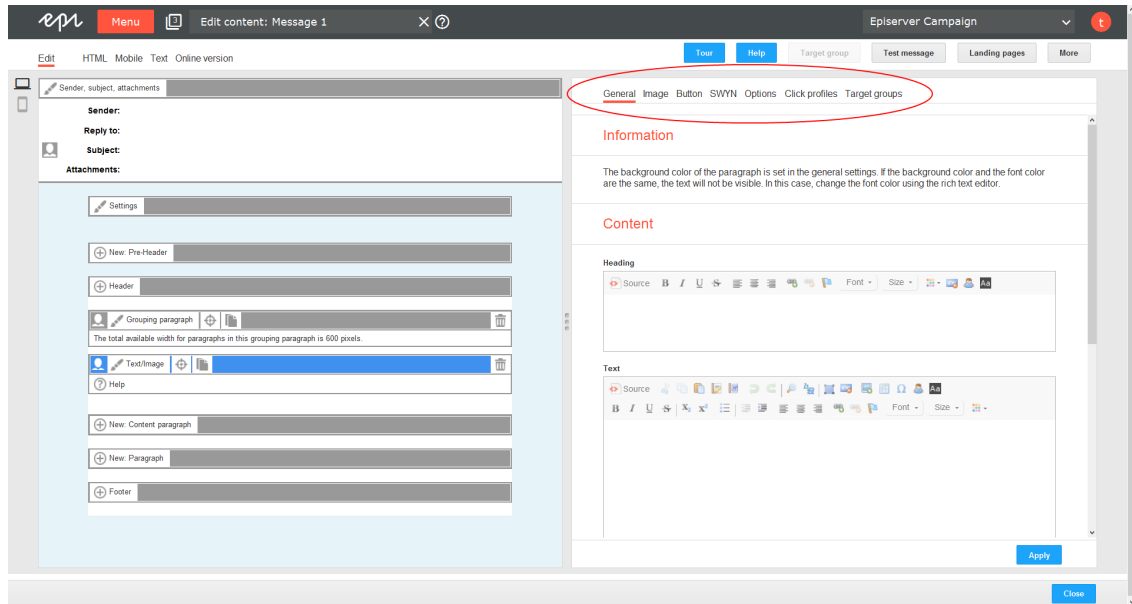 epi Menu 3 Edit content: Message 1 Episerver Campaign t
Edit HTML Mobile Text Online version Tour Help Target group Test message Landing pages More
Sender, subject, attachments
Sender:
Reply to:
Subject:
Attachments:
Settings
New: Pre-Header
Header
Grouping paragraph
The total available width for paragraphs in this grouping paragraph is 600 pixels.
Text/Image
Help
New: Content paragraph
New: Paragraph
Footer
General Image Button SWYN Options Click profiles Target groups
Information
The background color of the paragraph is set in the general settings. If the background color and the font color
are the same, the text will not be visible. In this case, change the font color using the rich text editor.
Content
Heading
Source B I U S Font Size Aa
Text
Source Ω Aa
B I U S X₂ X² Font Size
Apply
Close